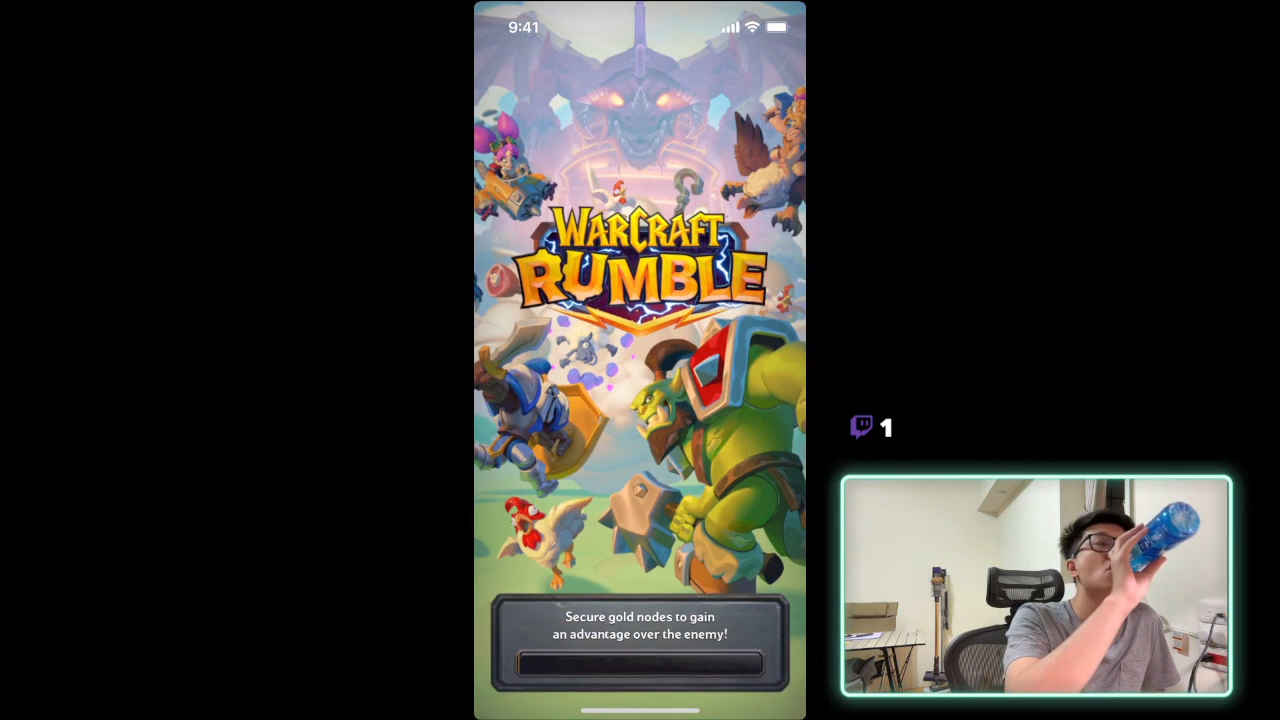 9:41
WARCRAFT
RUMBLE
Secure gold nodes to gain
an advantage over the enemy!
1